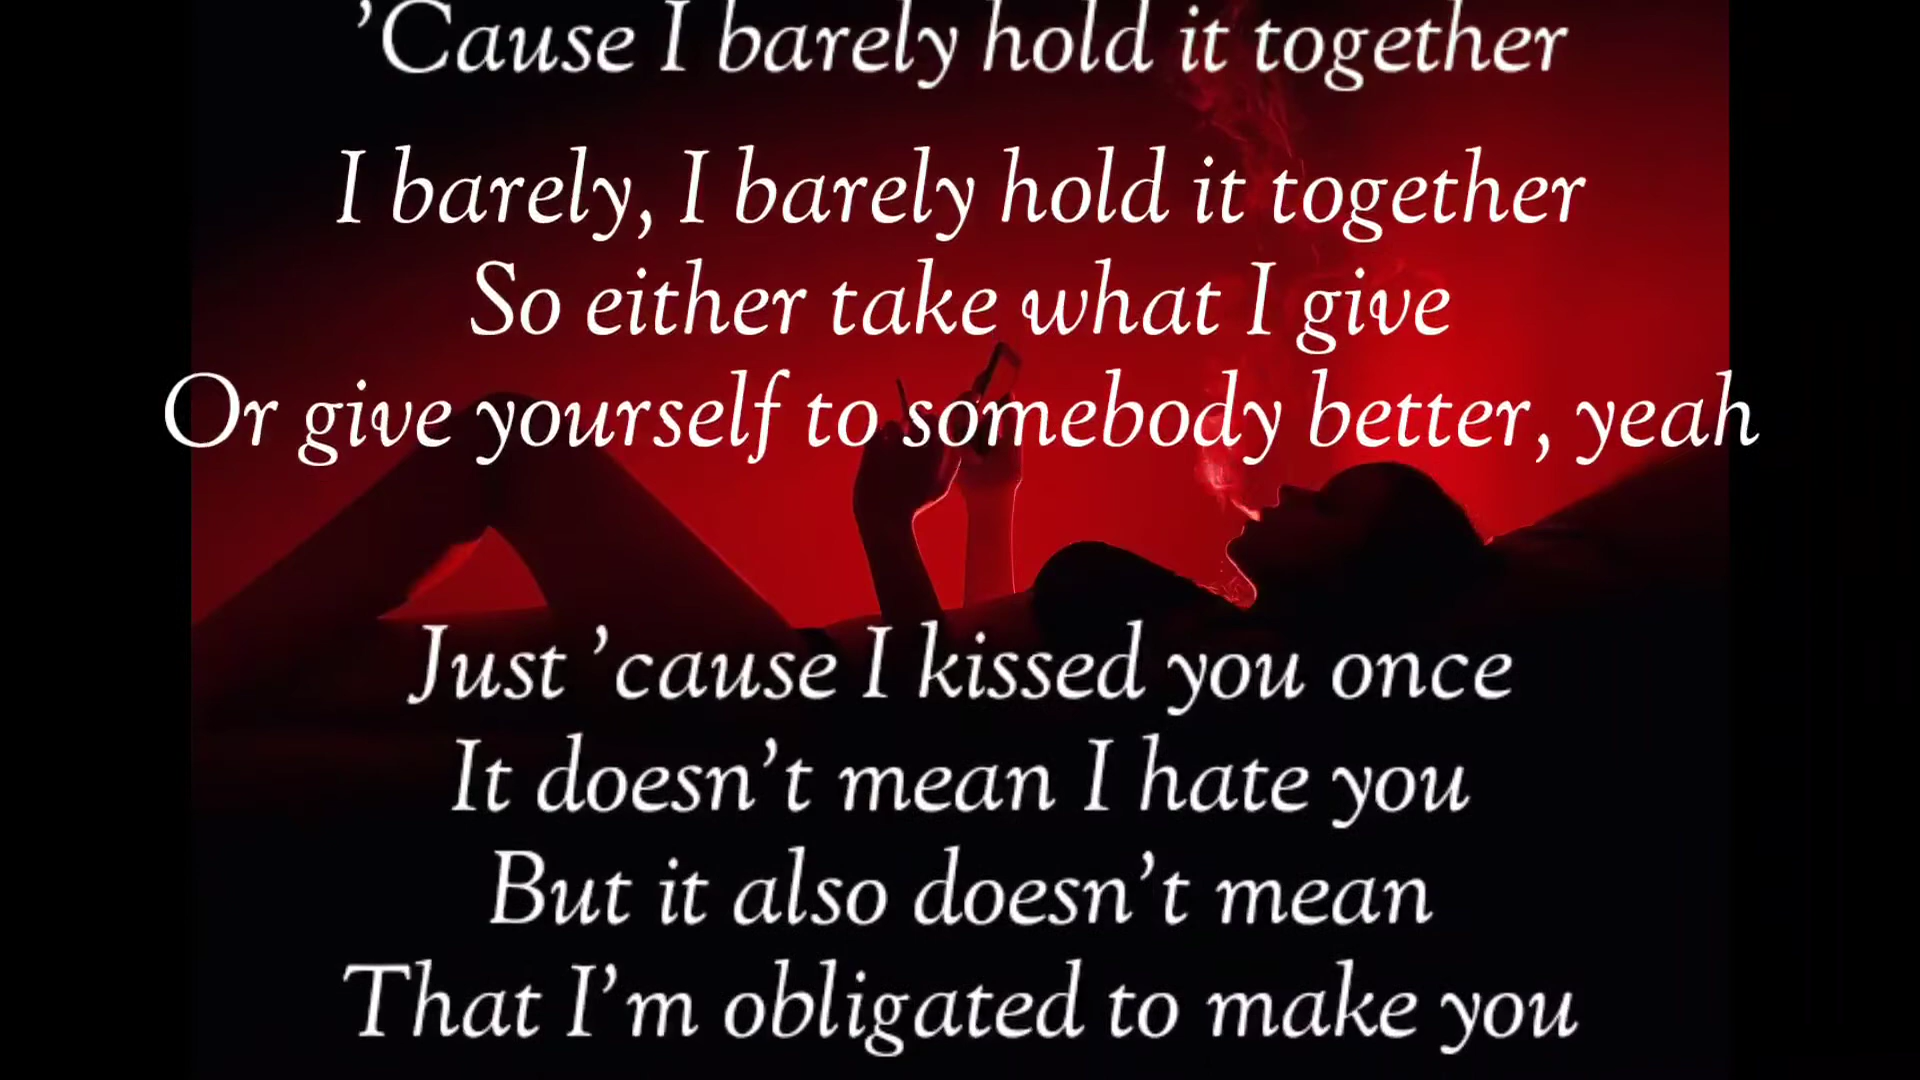 ’Cause I barely hold it together
I barely, I barely hold it together
So either take what I give
Or give yourself to somebody better, yeah
Just ’cause I kissed you once
It doesn’t mean I hate you
But it also doesn’t mean
That I’m obligated to make you